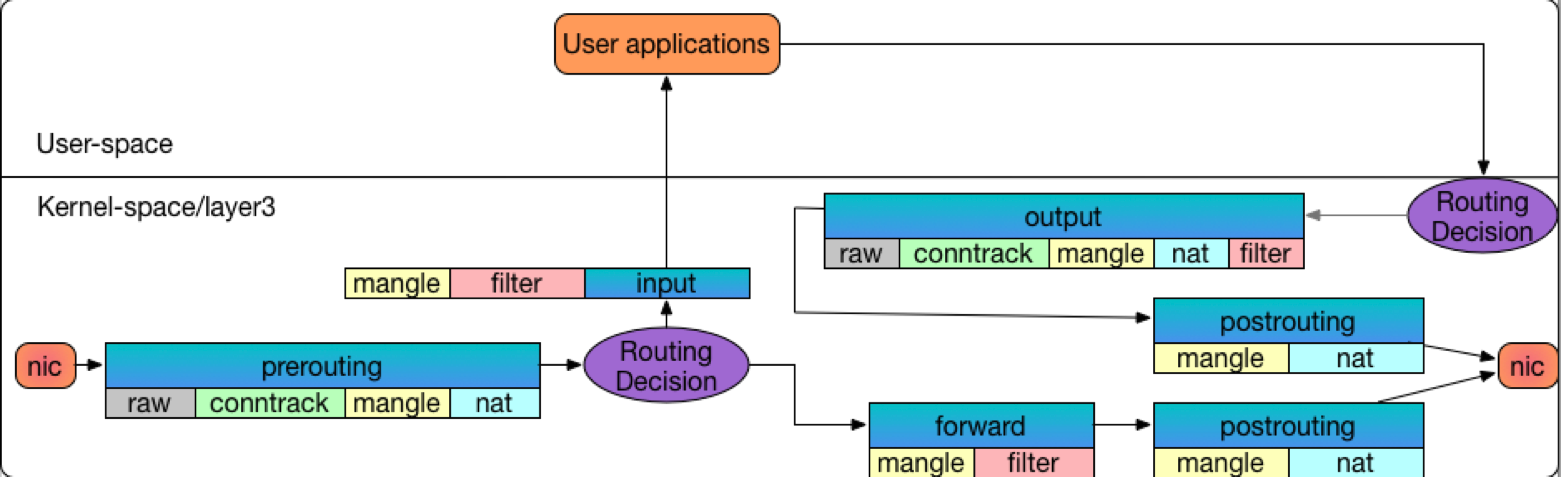 User applications
User-space
Kernel-space/layer3
Routing
Decision
output
raw conntrack mangle nat filter
mangle filter input
postrouting
mangle nat
nic
prerouting
raw conntrack mangle nat
Routing
Decision
nic
forward
mangle filter
postrouting
mangle nat